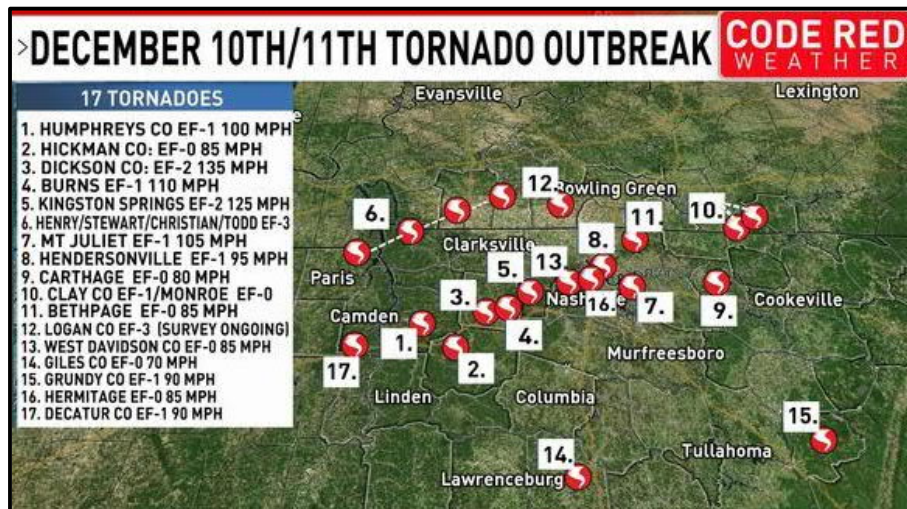 >DECEMBER 10TH/11TH TORNADO OUTBREAK
CODE RED
WEATHER
17 TORNADOES
1. HUMPHREYS CO EF-1 100 MPH
2. HICKMAN CO: EF-0 85 MPH
3. DICKSON CO: EF-2 135 MPH
4. BURNS EF-1 110 MPH
5. KINGSTON SPRINGS EF-2 125 MPH
6. HENRY/STEWART/CHRISTIAN/TODD EF-3
7. MT JULIET EF-1 105 MPH
8. HENDERSONVILLE EF-1 95 MPH
9. CARTHAGE EF-0 80 MPH
10. CLAY CO EF-1/MONROE EF-0
11. BETHPAGE EF-0 85 MPH
12. LOGAN CO EF-3 (SURVEY ONGOING)
13. WEST DAVIDSON CO EF-0 85 MPH
14. GILES CO EF-0 70 MPH
15. GRUNDY CO EF-1 90 MPH
16. HERMITAGE EF-0 85 MPH
17. DECATUR CO EF-1 90 MPH
Evansville
Lexington
12.
Bowling Green
6.
11.
10.
Clarksville
8.
Paris
5.
13.
Nashville
3.
16.
7.
9.
Cookeville
Camden
1.
4.
2.
17.
Murfreesboro
Linden
Columbia
15.
14.
Tullahoma
Lawrenceburg